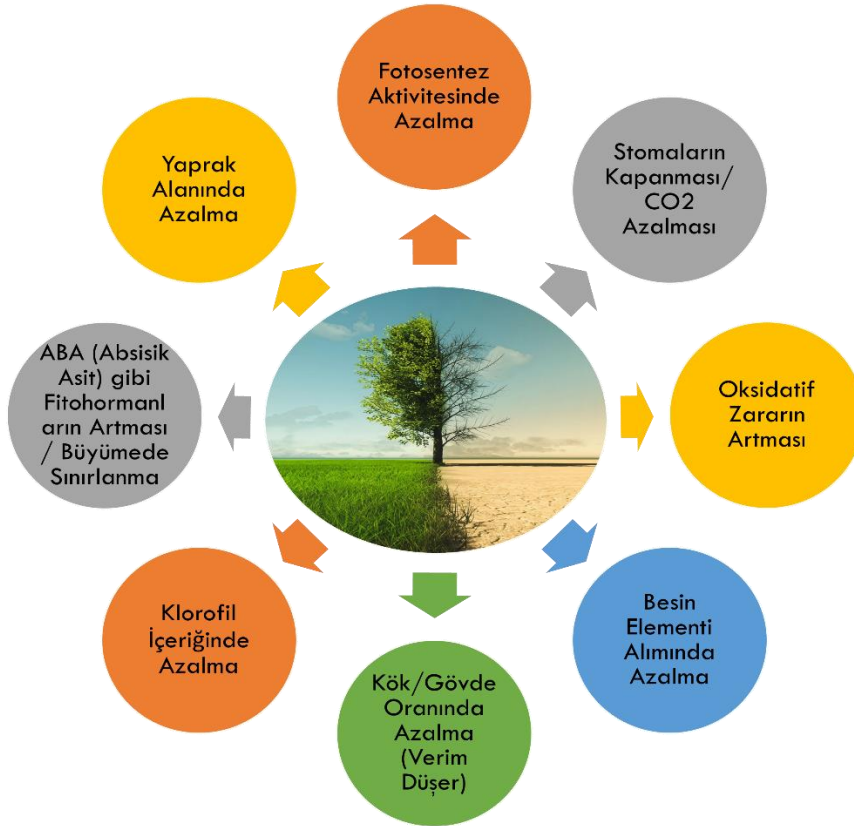 Fotosentez
Aktivitesinde
Azalma
Stomaların
Kapanması/
CO2
Azalması
Oksidatif
Zararın
Artması
Besin
Elementi
Alımında
Azalma
Kök/Gövde
Oranında
Azalma
(Verim
Düşer)
Klorofil
İçeriğinde
Azalma
ABA (Absisik
Asit) gibi
Fitohormanl
arın Artması
/ Büyümede
Sınırlanma
Yaprak
Alanında
Azalma